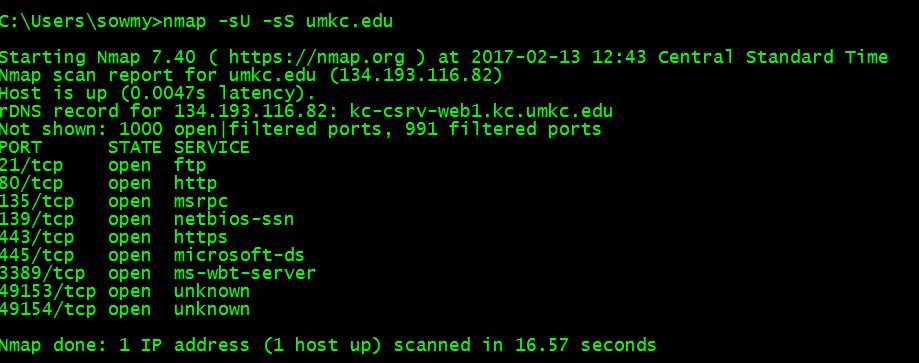 C:\Users\sowmy>nmap -sU -sS umkc.edu
Starting Nmap 7.40 ( https://nmap.org ) at 2017-02-13 12:43 Central Standard Time
Nmap scan report for umkc.edu (134.193.116.82)
Host is up (0.0047s latency).
rDNS record for 134.193.116.82: kc-csrv-web1.kc.umkc.edu
Not shown: 1000 open|filtered ports, 991 filtered ports
PORT      STATE SERVICE
21/tcp    open  ftp
80/tcp    open  http
135/tcp   open  msrpc
139/tcp   open  netbios-ssn
443/tcp   open  https
445/tcp   open  microsoft-ds
3389/tcp  open  ms-wbt-server
49153/tcp open  unknown
49154/tcp open  unknown
Nmap done: 1 IP address (1 host up) scanned in 16.57 seconds